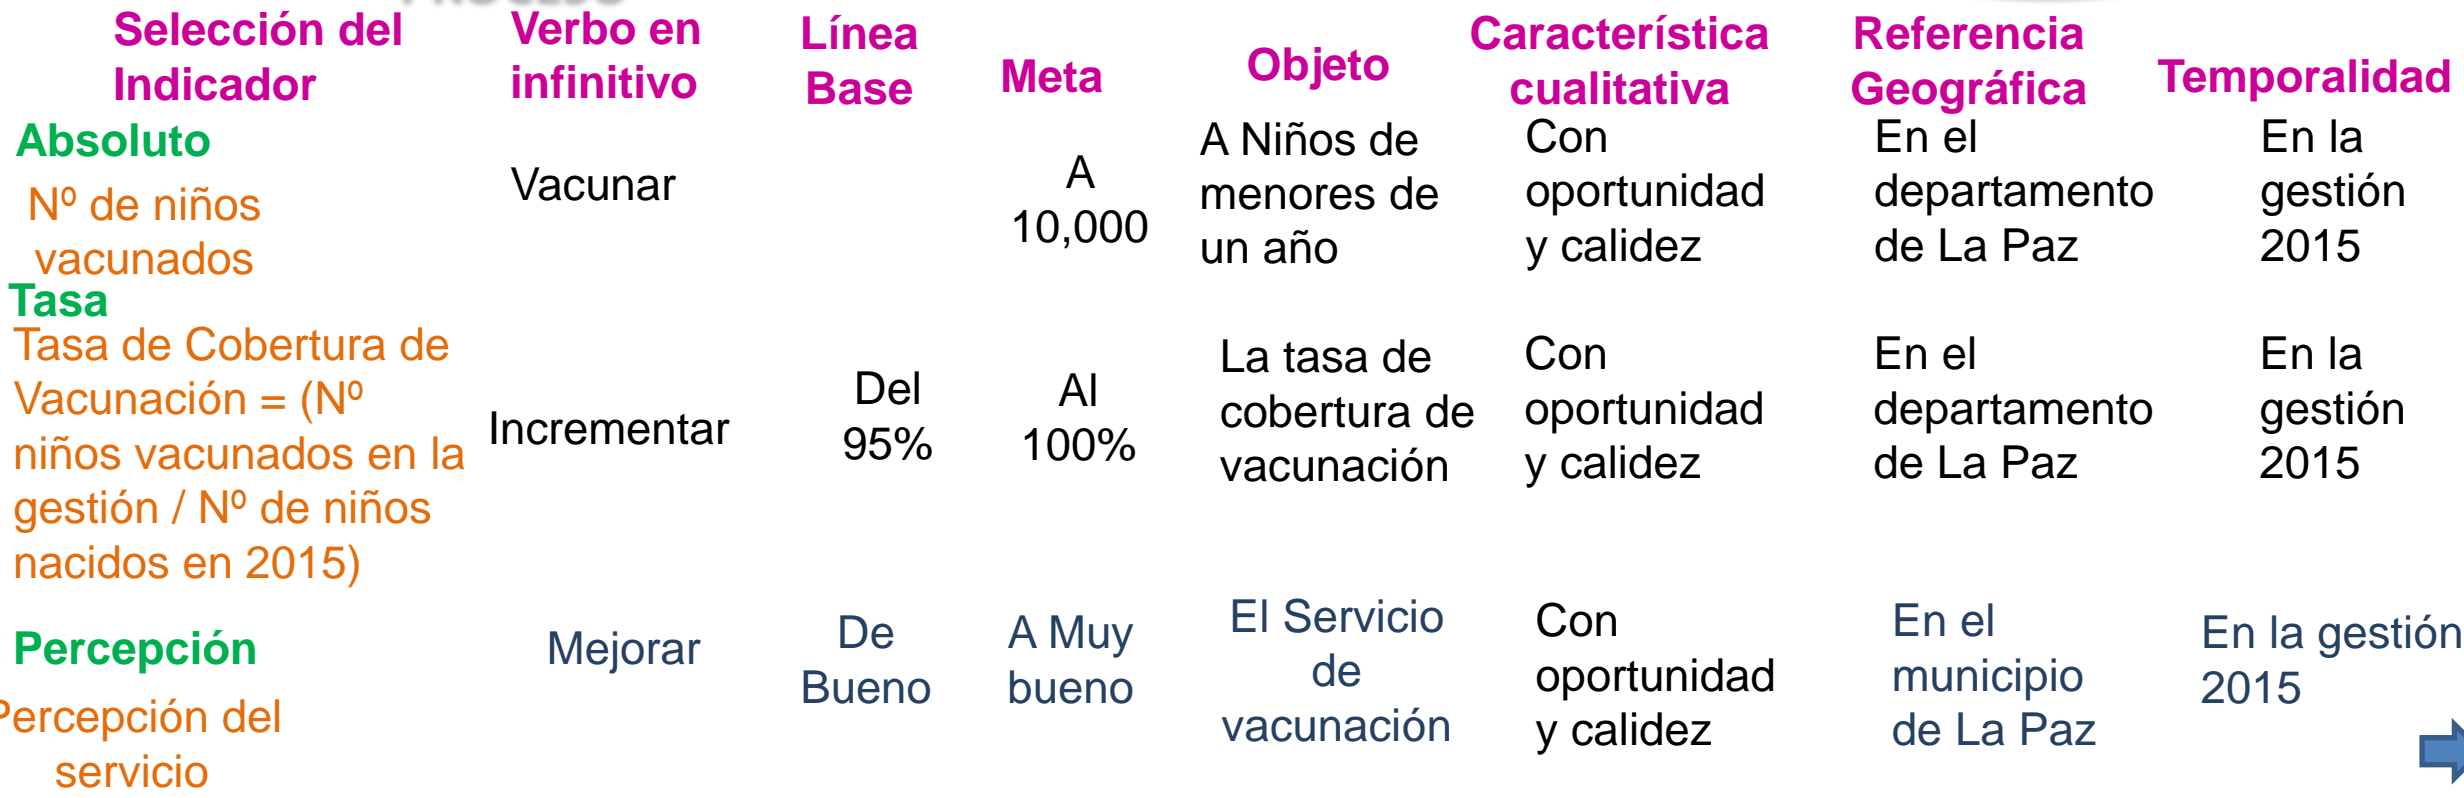 PROCESO
Selección del
Indicador
Verbo en
infinitivo
Línea
Base
Meta
Objeto
Característica
cualitativa
Referencia
Geográfica
Temporalidad
Absoluto
Nº de niños
vacunados
Vacunar
A
10,000
A Niños de
menores de
un año
Con
oportunidad
y calidez
En el
departamento
de La Paz
En la
gestión
2015
Tasa
Tasa de Cobertura de
Vacunación = (Nº
niños vacunados en la
gestión / Nº de niños
nacidos en 2015)
Incrementar
Del
95%
Al
100%
La tasa de
cobertura de
vacunación
Con
oportunidad
y calidez
En el
departamento
de La Paz
En la
gestión
2015
Percepción
Percepción del
servicio
Mejorar
De
Bueno
A Muy
bueno
El Servicio
de
vacunación
Con
oportunidad
y calidez
En el
municipio
de La Paz
En la gestión
2015